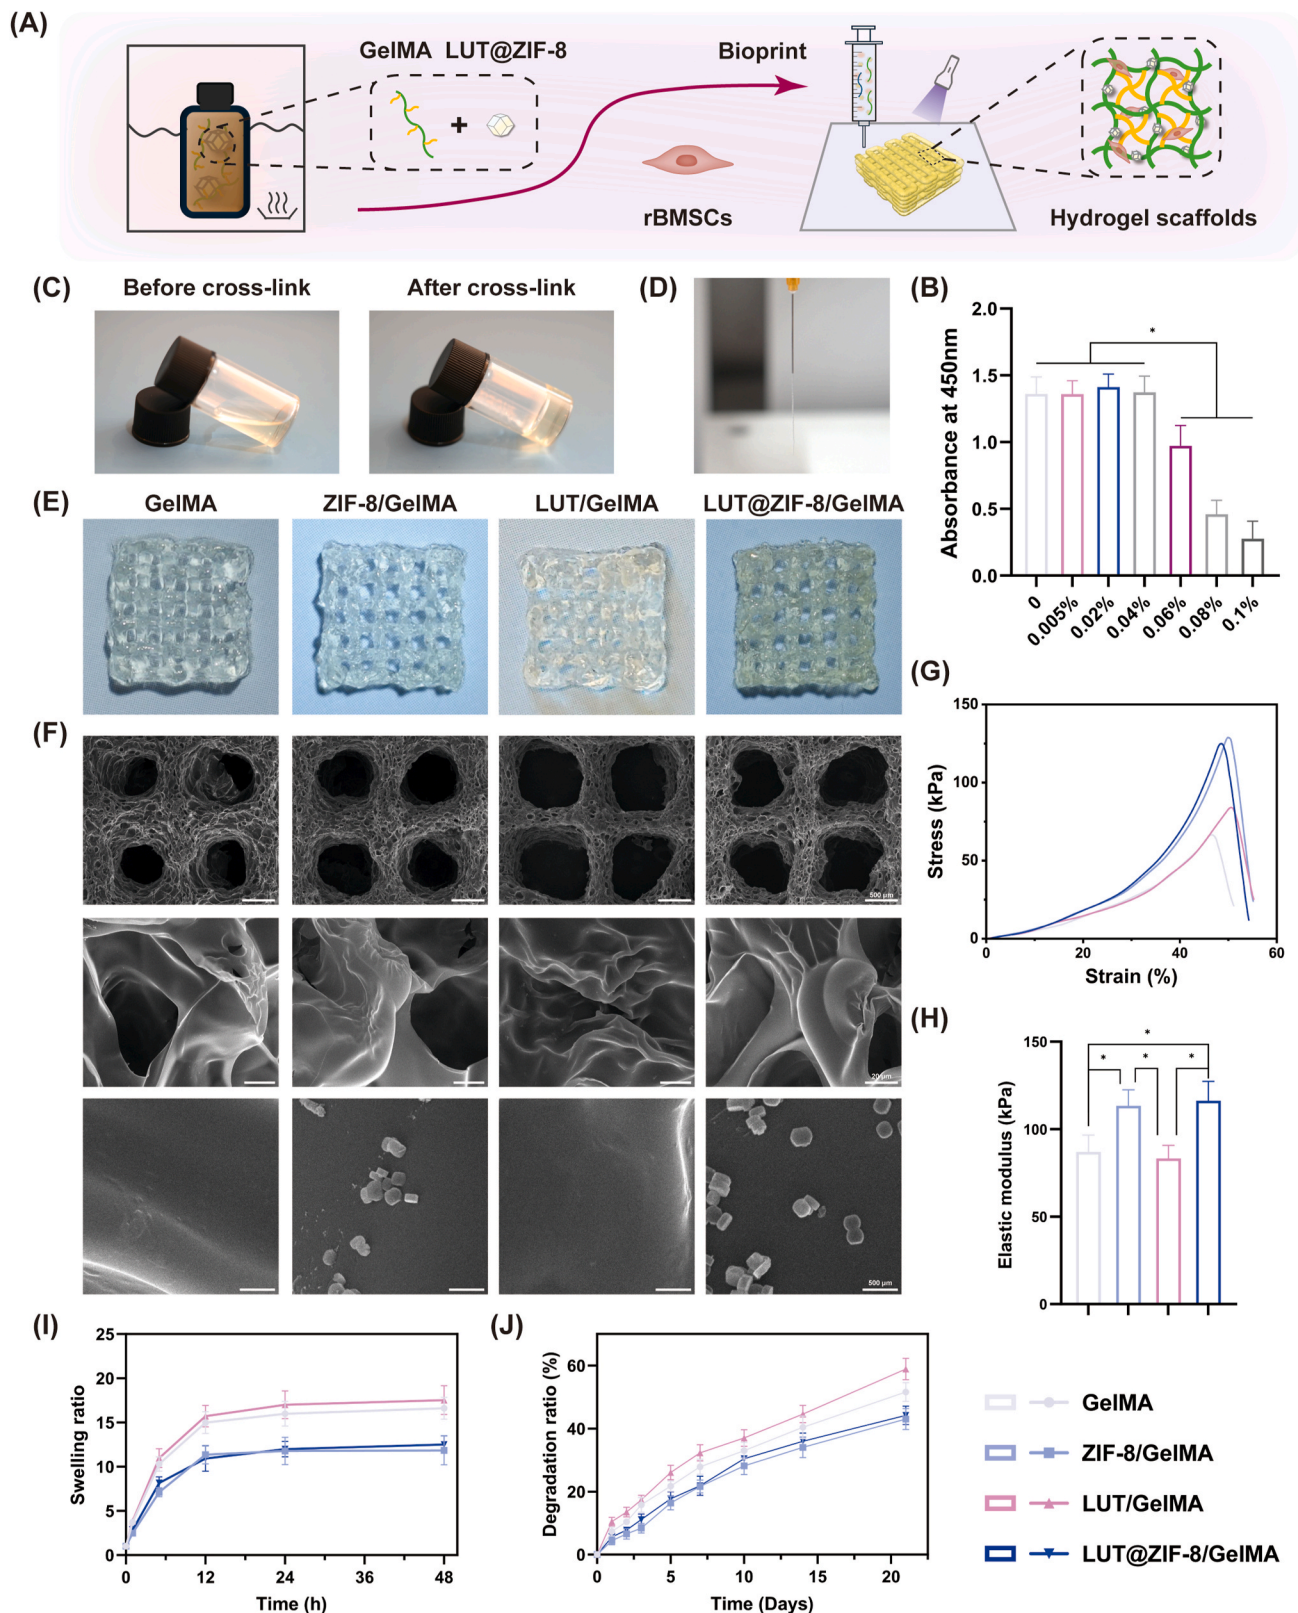 (A)
GelMA LUT@ZIF-8
+
Bioprint
rBMSCs
Hydrogel scaffolds
(C)
Before cross-link
After cross-link
(D)
(B)
Absorbance at 450nm
2.0
1.5
1.0
0.5
0.0
*
0
0.005%
0.02%
0.04%
0.06%
0.08%
0.1%
(E)
GelMA
ZIF-8/GelMA
LUT/GelMA
LUT@ZIF-8/GelMA
(F)
500 μm
20 μm
500 μm
(G)
Stress (kPa)
150
100
50
0
0
20
40
60
Strain (%)
(H)
Elastic modulus (kPa)
150
100
50
0
*
*
*
*
(I)
Swelling ratio
25
20
15
10
5
0
0
12
24
36
48
Time (h)
(J)
Degradation ratio (%)
60
40
20
0
0
5
10
15
20
Time (Days)
GelMA
ZIF-8/GelMA
LUT/GelMA
LUT@ZIF-8/GelMA